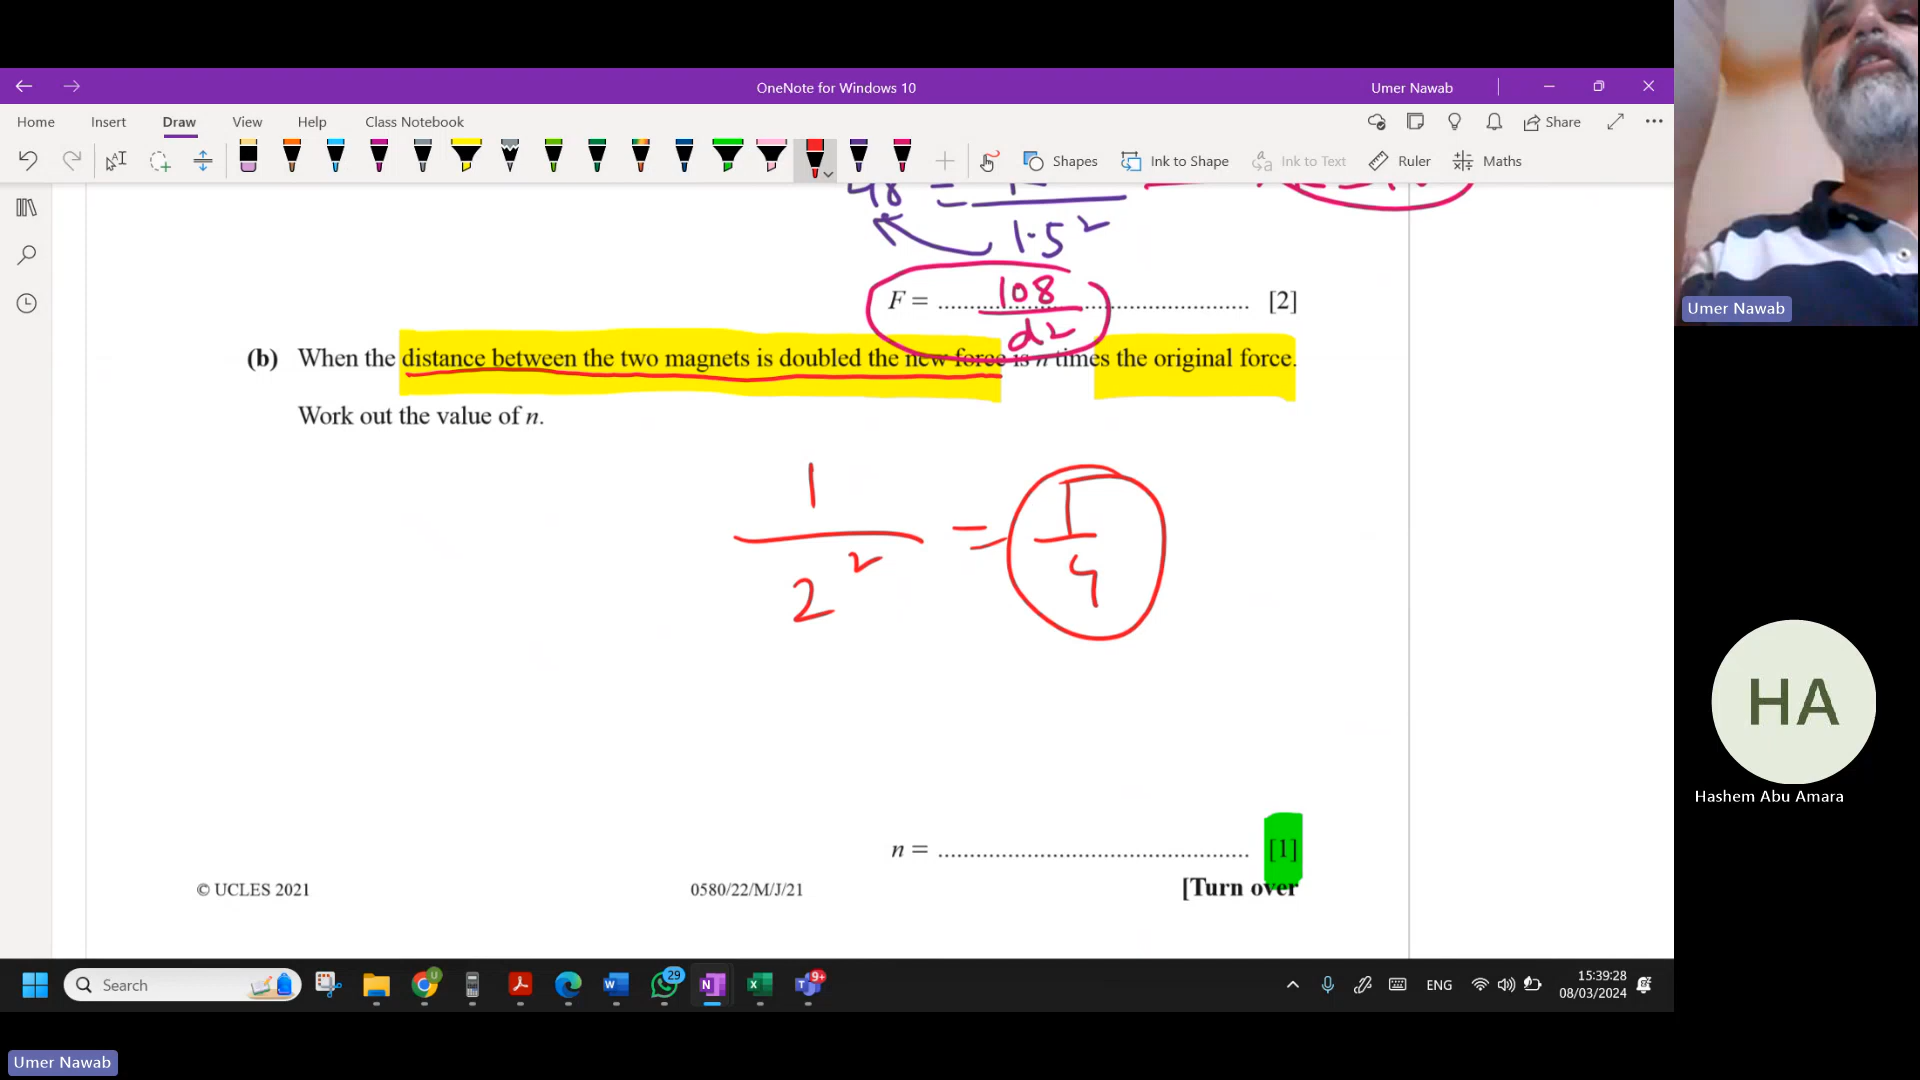 OneNote for Windows 10
Umer Nawab
Home Insert Draw View Help Class Notebook
Share
Shapes Ink to Shape Ink to Text Ruler Maths
48 =
1.5²
F = 108/d² [2]
(b) When the distance between the two magnets is doubled the new force is n times the original force.
Work out the value of n.
1/2² = 1/4
n = [1]
© UCLES 2021 0580/22/M/J/21 [Turn over
Umer Nawab
HA
Hashem Abu Amara
Search
29
9+
ENG
15:39:28
08/03/2024
Umer Nawab